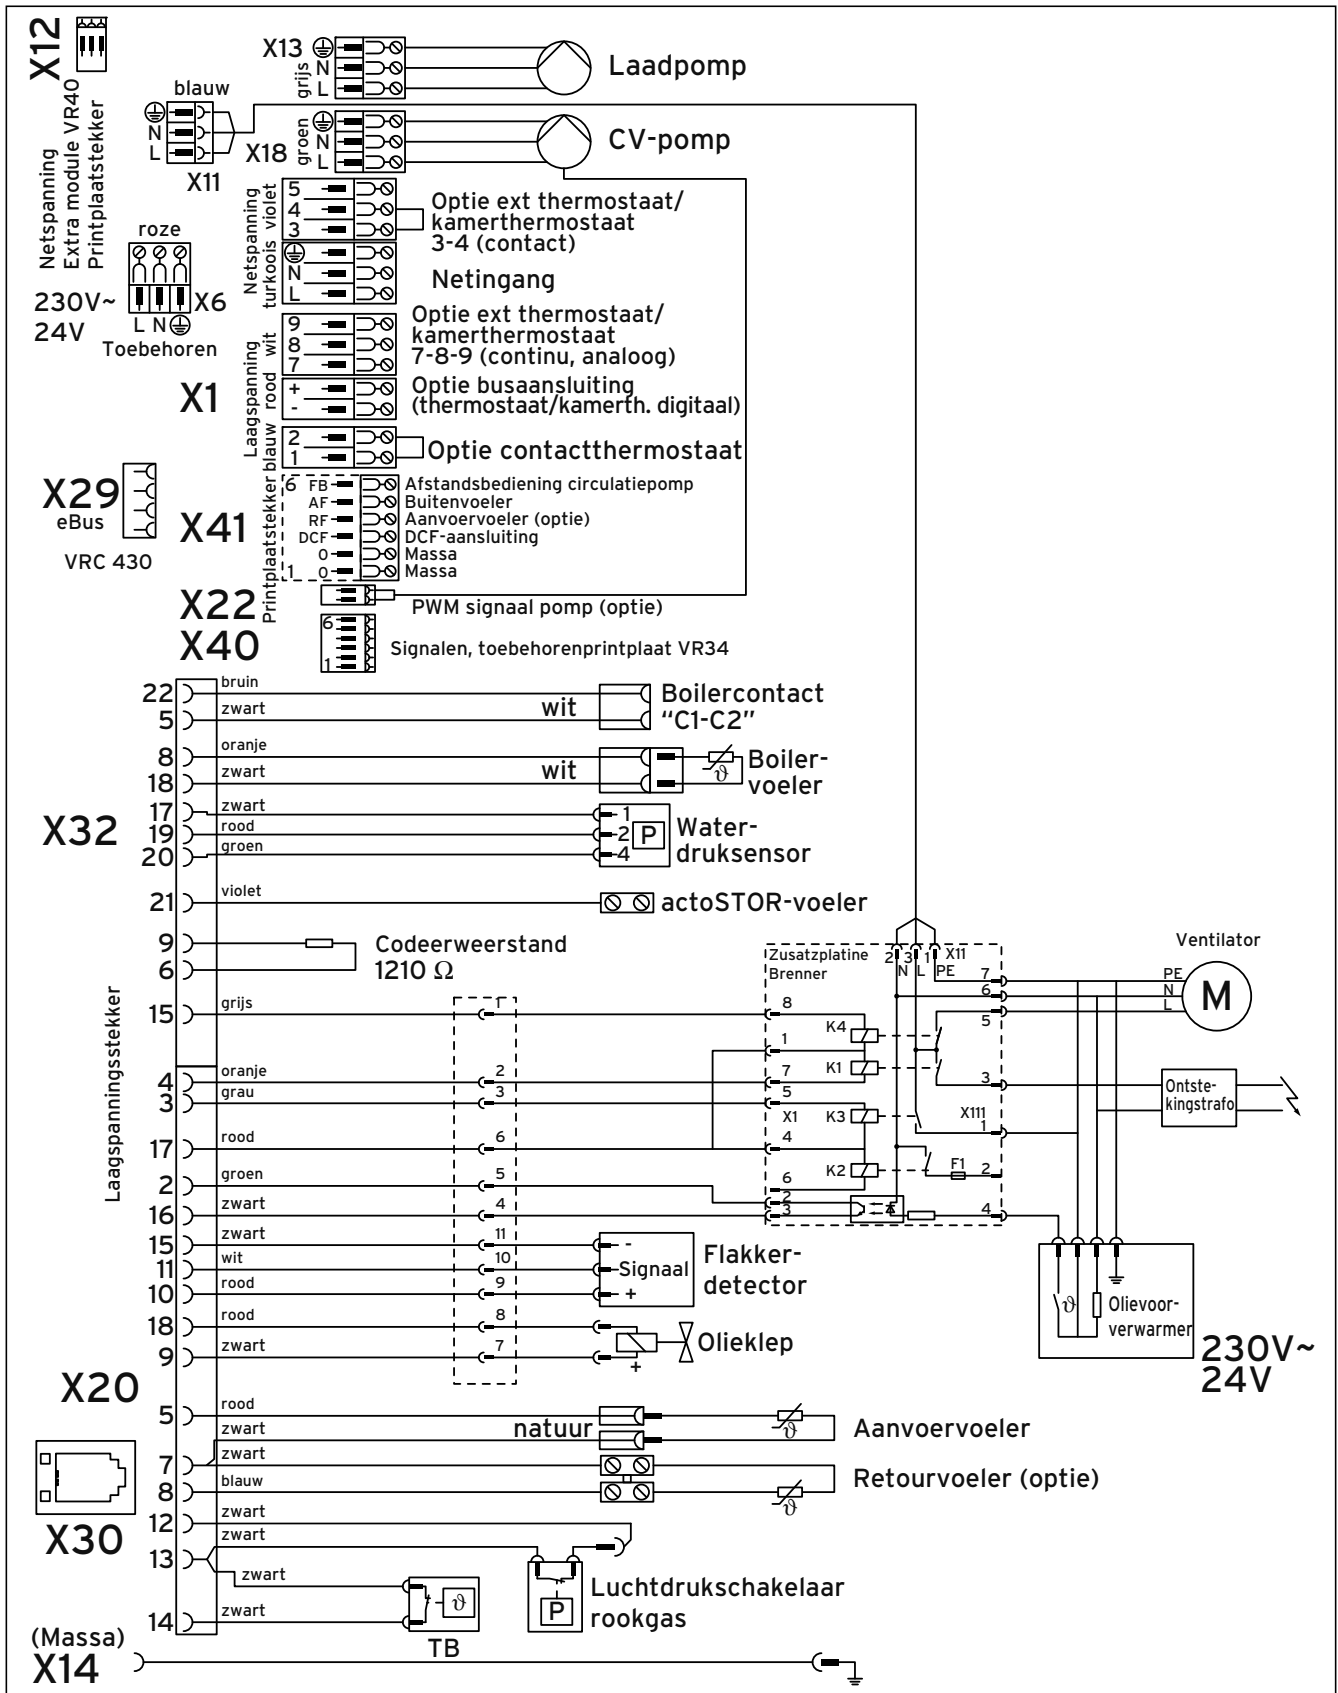 X12
Netspanning
Extra module VR40
Printplaatstekker
X13
grijs
N
L
Laadpomp
blauw
N
L
X11
X18
groen
N
L
CV-pomp
Netspanning
violet
5
4
3
Optie ext thermostaat/
kamerthermostaat
3-4 (contact)
turkoois
N
L
Netingang
roze
230V~
24V
X6
L N
Toebehoren
Laagspanning
wit
9
8
7
Optie ext thermostaat/
kamerthermostaat
7-8-9 (continu, analoog)
X1
rood
+
-
Optie busaansluiting
(thermostaat/kamerth. digitaal)
blauw
2
1
Optie contactthermostaat
X29
eBus
VRC 430
X41
Printplaatstekker
6 FB Afstandsbediening circulatiepomp
AF Buitenvoeler
RF Aanvoervoeler (optie)
DCF DCF-aansluiting
0 Massa
1 0 Massa
X22
PWM signaal pomp (optie)
X40
6
1
Signalen, toebehorenprintplaat VR34
X32
22 bruin
5 zwart
wit
Boilercontact
“C1-C2”
8 oranje
18 zwart
wit
Boiler-
voeler
ϑ
17 zwart 1
19 rood 2
20 groen 4
P
Water-
druksensor
21 violet
actoSTOR-voeler
9
6
Codeerweerstand
1210 Ω
Laagspanningsstekker
15 grijs 1
4 oranje 2
3 grau 3
17 rood 6
2 groen 5
16 zwart 4
15 zwart 11 -
11 wit 10 Signaal
10 rood 9 +
Flakker-
detector
18 rood 8
9 zwart 7
+
Olieklep
Zusatzplatine
Brenner
2 3 1 X11
N L PE
8
1
7
5
X1
4
6
2
3
K4
K1
K3
K2
F1
7
6
5
3
X111
1
2
4
Ventilator
PE
N
L
M
Ontste-
kingstrafo
ϑ
Olievoor-
verwarmer
230V~
24V
X20
5 rood
zwart
natuur
ϑ
Aanvoervoeler
7 zwart
8 blauw
ϑ
Retourvoeler (optie)
X30
12 zwart
zwart
13
zwart
14 zwart
ϑ
TB
P
Luchtdrukschakelaar
rookgas
(Massa)
X14